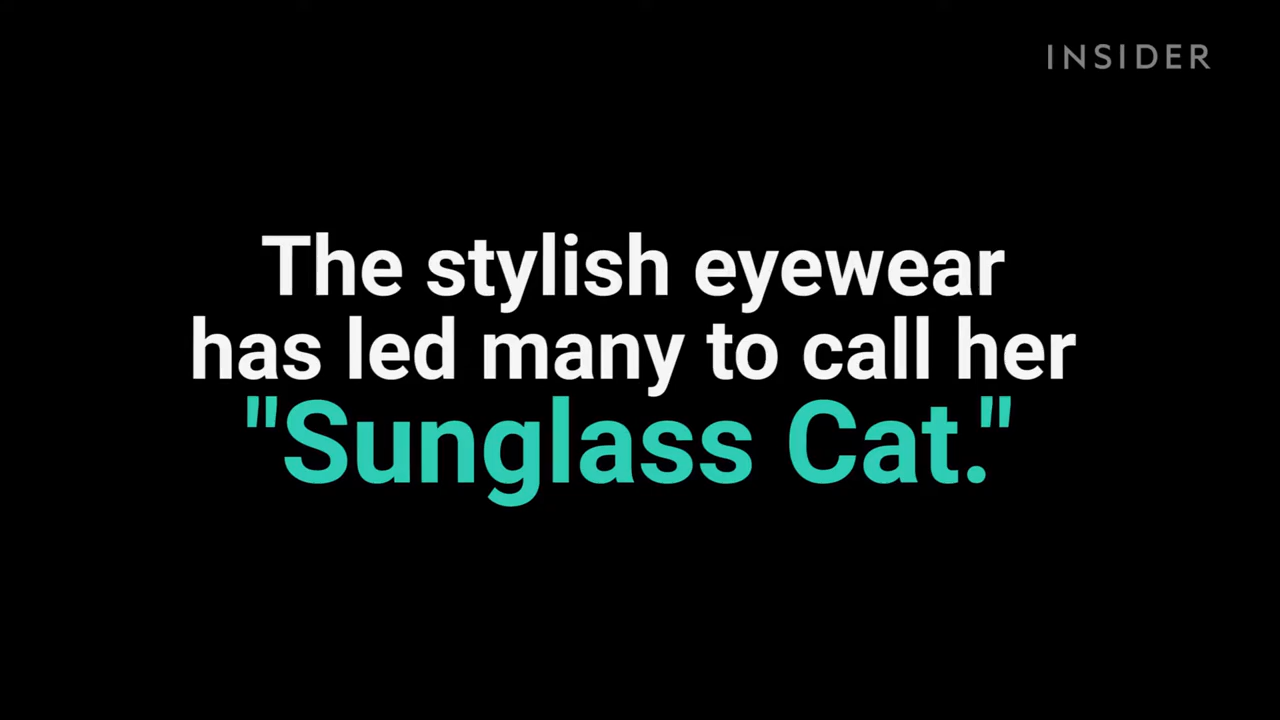 INSIDER
The stylish eyewear
has led many to call her
"Sunglass Cat."